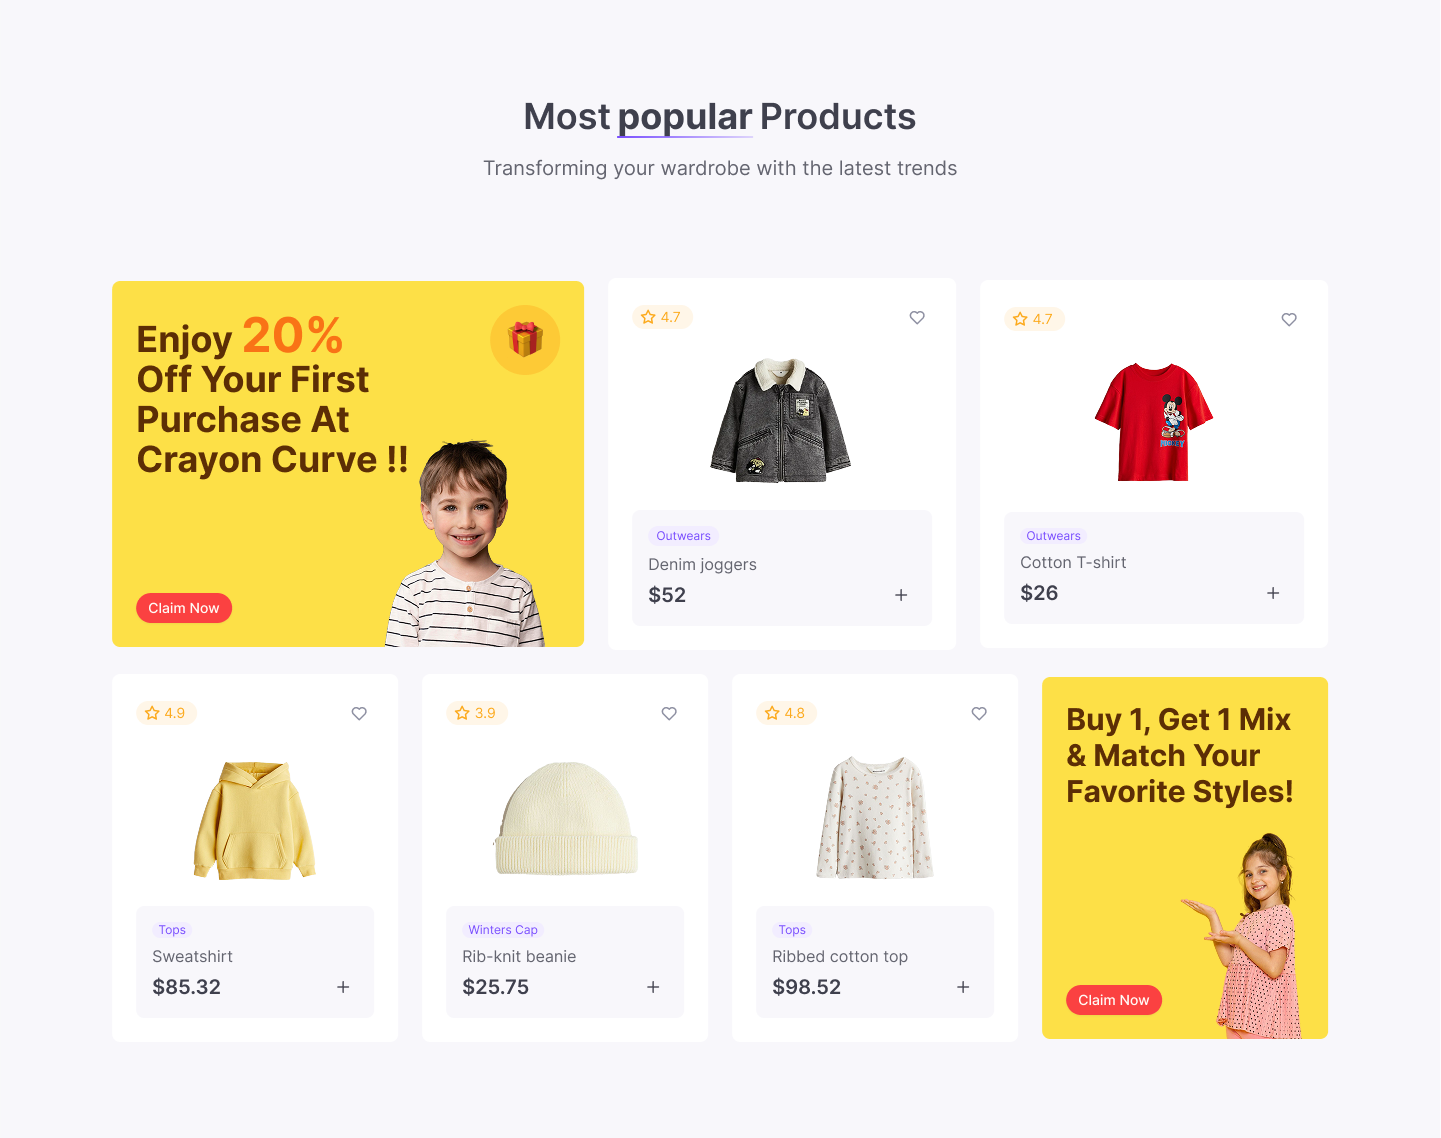 Most popular Products
Transforming your wardrobe with the latest trends
Enjoy 20%
Off Your First
Purchase At
Crayon Curve !!
Claim Now
4.7
Outwears
Denim joggers
$52
4.7
Outwears
Cotton T-shirt
$26
4.9
Tops
Sweatshirt
$85.32
3.9
Winters Cap
Rib-knit beanie
$25.75
4.8
Tops
Ribbed cotton top
$98.52
Buy 1, Get 1 Mix
& Match Your
Favorite Styles!
Claim Now